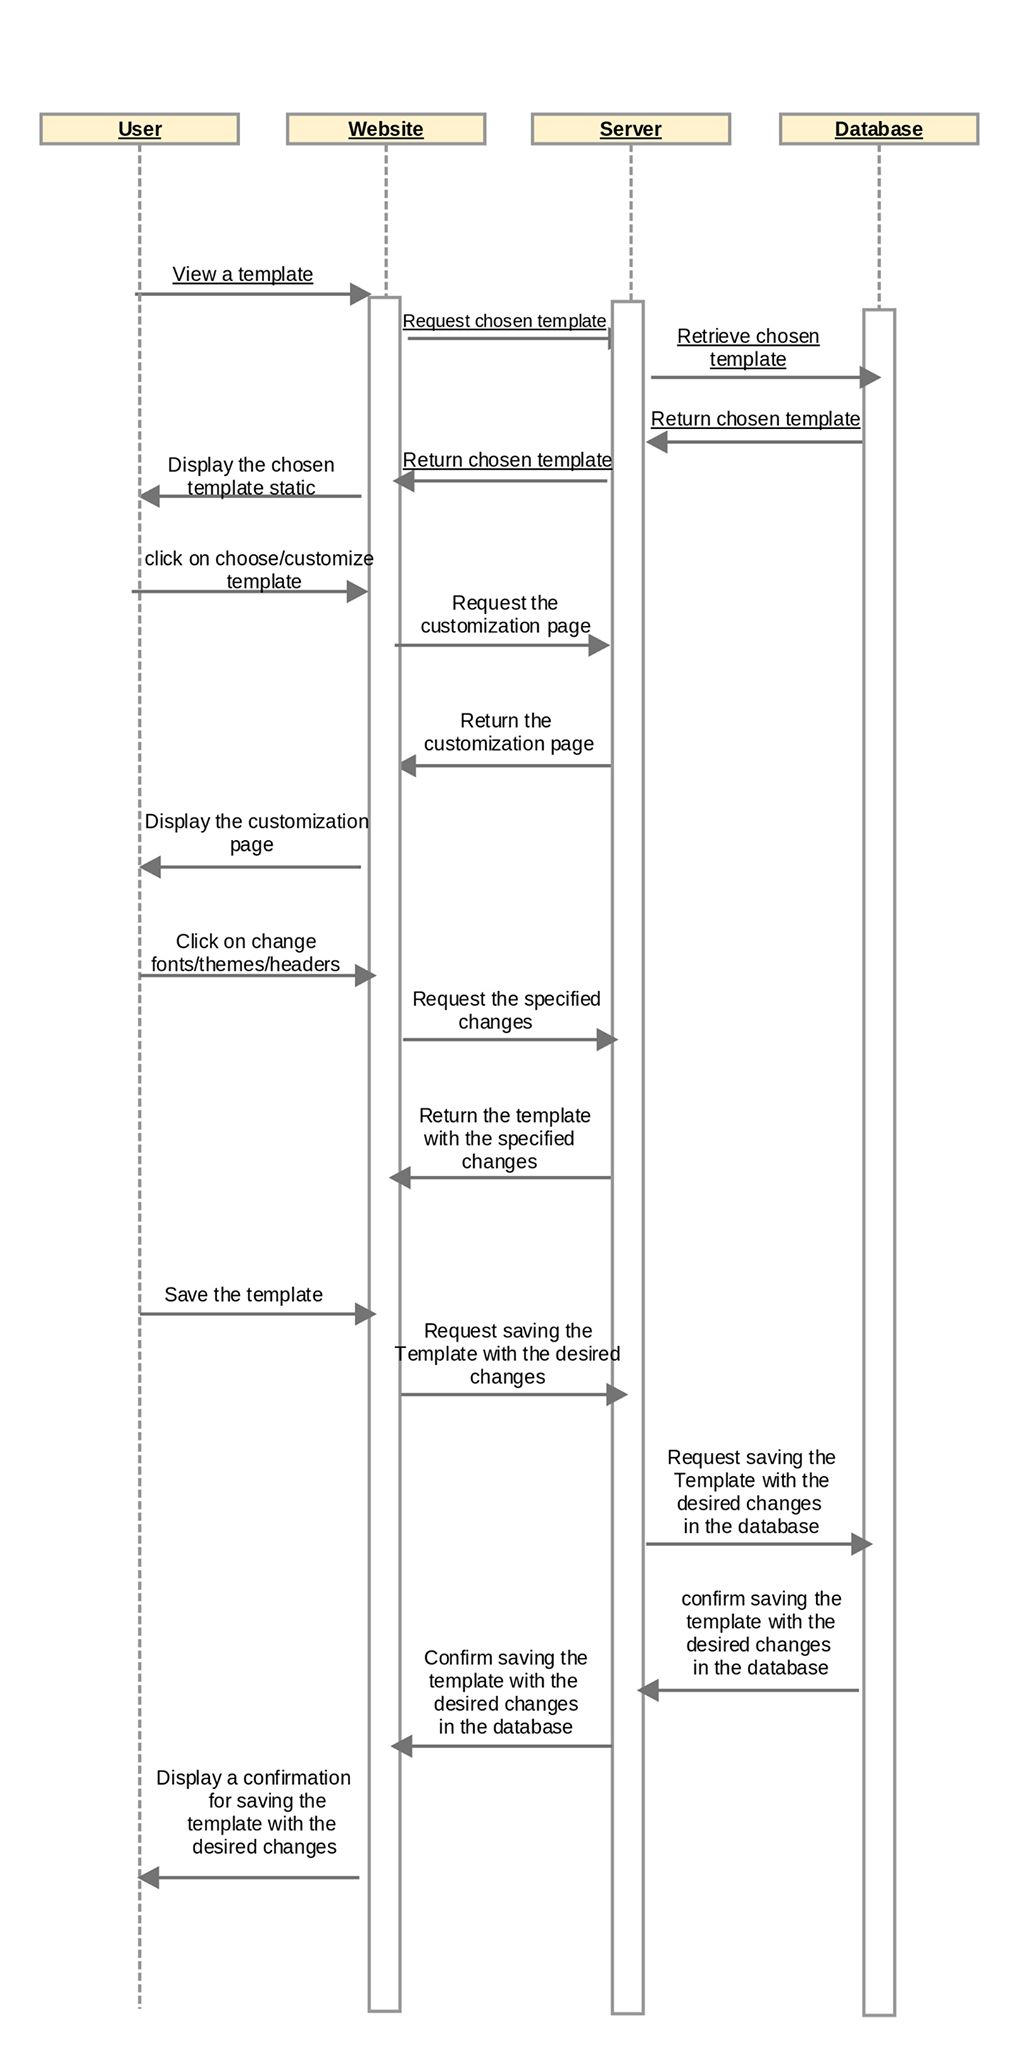 User
Website
Server
Database
View a template
Request chosen template
Retrieve chosen
template
Return chosen template
Return chosen template
Display the chosen
template static
click on choose/customize
template
Request the
customization page
Return the
customization page
Display the customization
page
Click on change
fonts/themes/headers
Request the specified
changes
Return the template
with the specified
changes
Save the template
Request saving the
Template with the desired
changes
Request saving the
Template with the
desired changes
in the database
confirm saving the
template with the
desired changes
in the database
Confirm saving the
template with the
desired changes
in the database
Display a confirmation
for saving the
template with the
desired changes